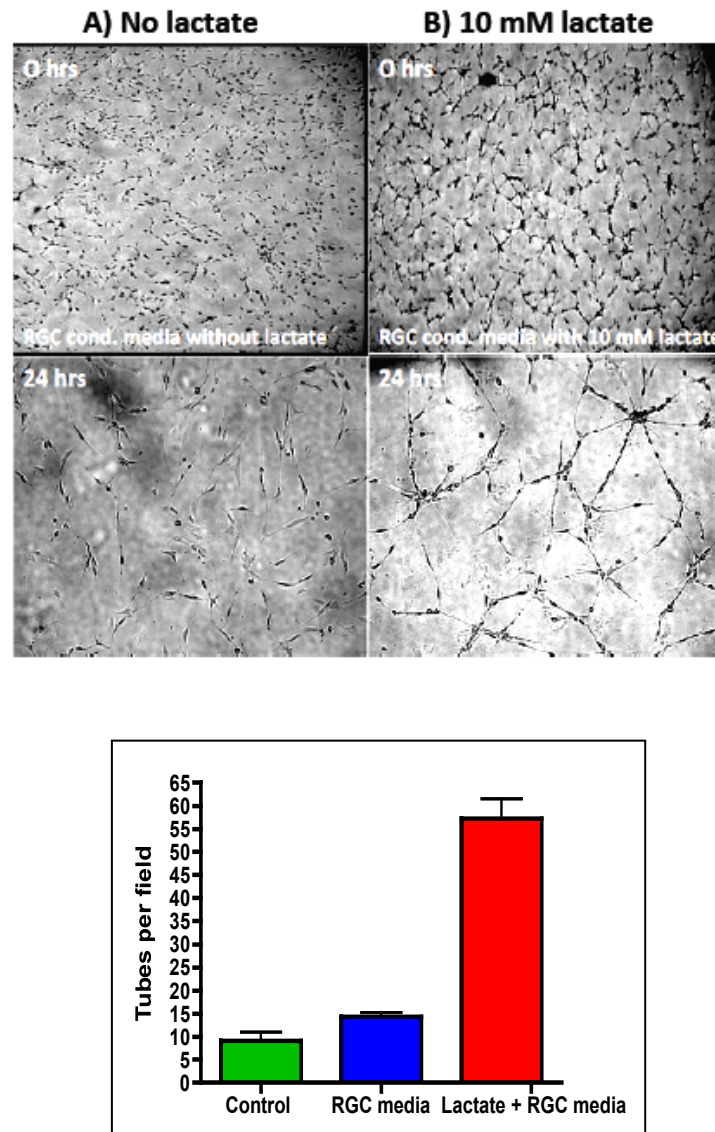 A) No lactate
B) 10 mM lactate
O hrs
O hrs
RGC cond. media without lactate
RGC cond. media with 10 mM lactate
24 hrs
24 hrs
Tubes per field
65
60
55
50
45
40
35
30
25
20
15
10
5
0
Control
RGC media
Lactate + RGC media